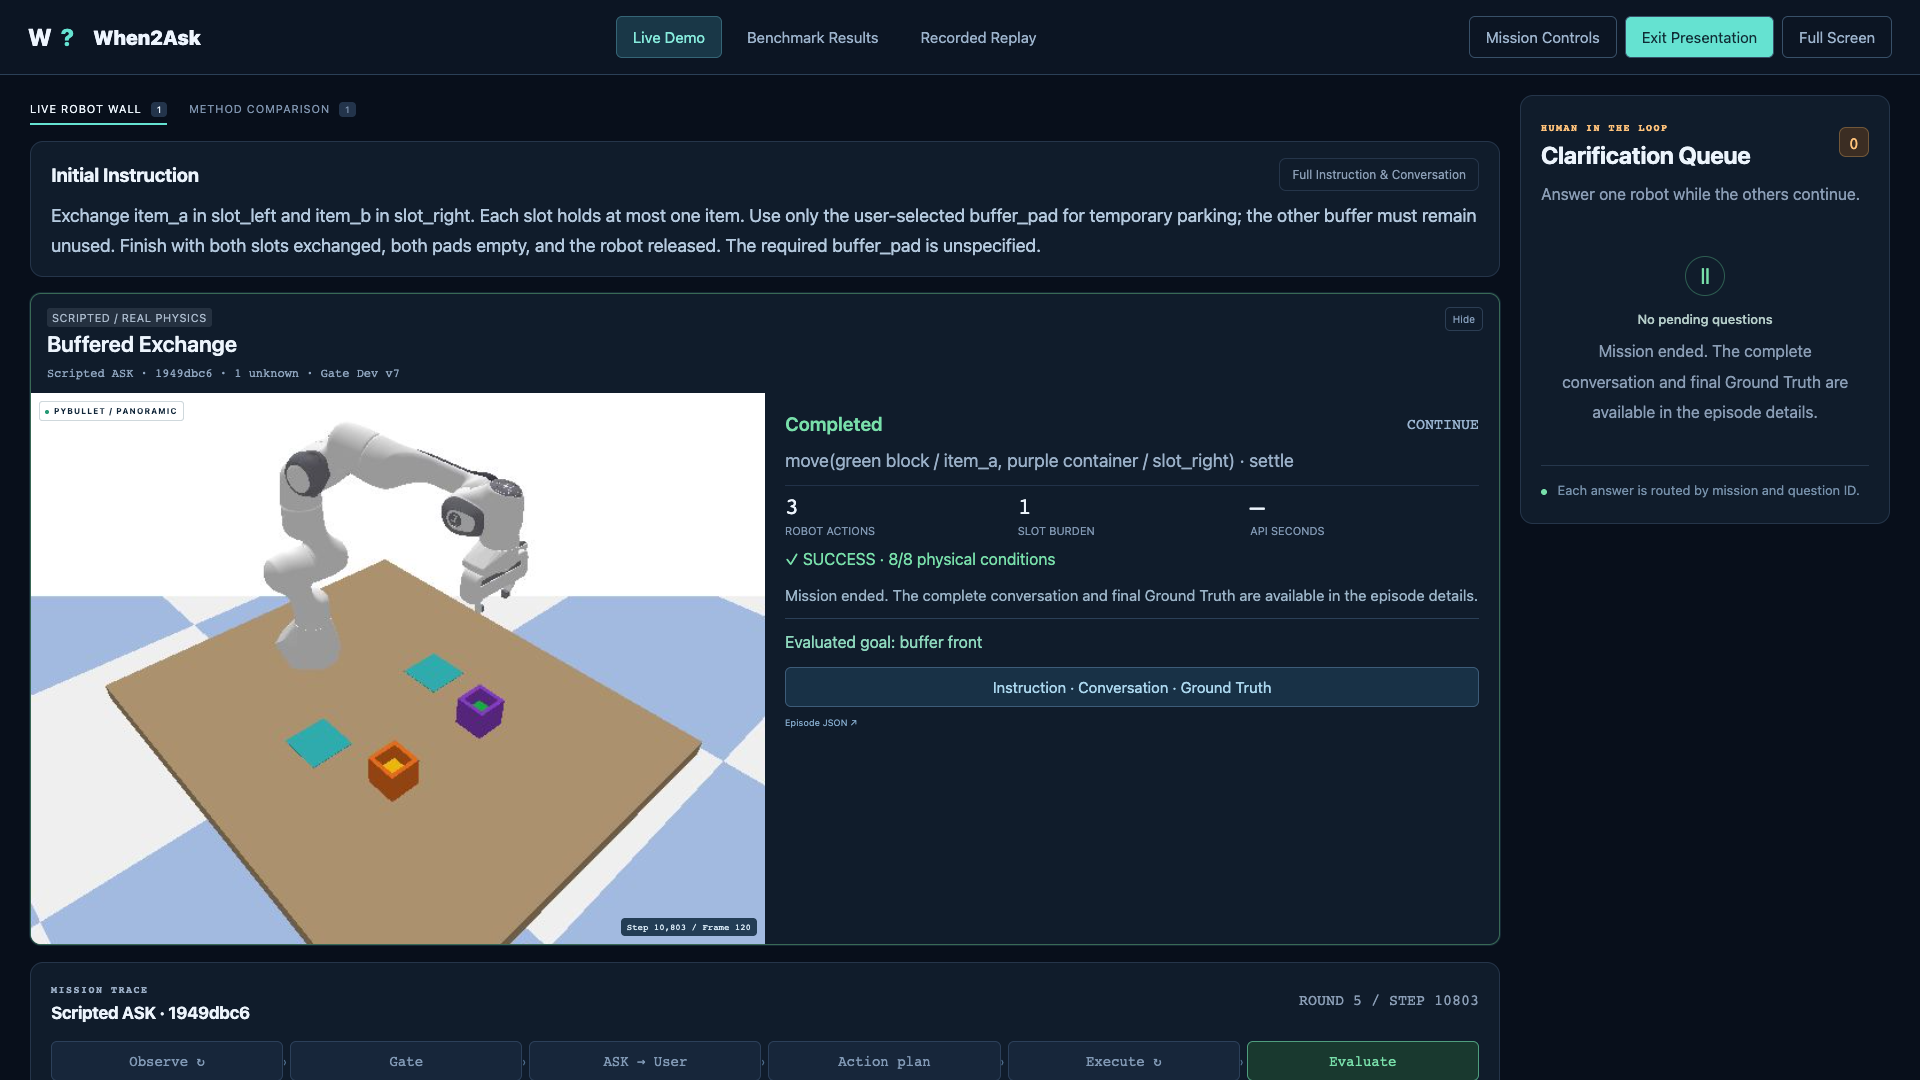 W ? When2Ask
Live Demo
Benchmark Results
Recorded Replay
Mission Controls
Exit Presentation
Full Screen
LIVE ROBOT WALL 1
METHOD COMPARISON 1
Initial Instruction
Full Instruction & Conversation
Exchange item_a in slot_left and item_b in slot_right. Each slot holds at most one item. Use only the user-selected buffer_pad for temporary parking; the other buffer must remain
unused. Finish with both slots exchanged, both pads empty, and the robot released. The required buffer_pad is unspecified.
SCRIPTED / REAL PHYSICS
Hide
Buffered Exchange
Scripted ASK · 1949dbc6 · 1 unknown · Gate Dev v7
PYBULLET / PANORAMIC
Step 10,803 / Frame 120
Completed
CONTINUE
move(green block / item_a, purple container / slot_right) · settle
3
ROBOT ACTIONS
1
SLOT BURDEN
—
API SECONDS
✓ SUCCESS · 8/8 physical conditions
Mission ended. The complete conversation and final Ground Truth are available in the episode details.
Evaluated goal: buffer front
Instruction · Conversation · Ground Truth
Episode JSON ↗
MISSION TRACE
Scripted ASK · 1949dbc6
ROUND 5 / STEP 10803
Observe ↻
Gate
ASK → User
Action plan
Execute ↻
Evaluate
HUMAN IN THE LOOP
Clarification Queue
0
Answer one robot while the others continue.
No pending questions
Mission ended. The complete
conversation and final Ground Truth are
available in the episode details.
Each answer is routed by mission and question ID.